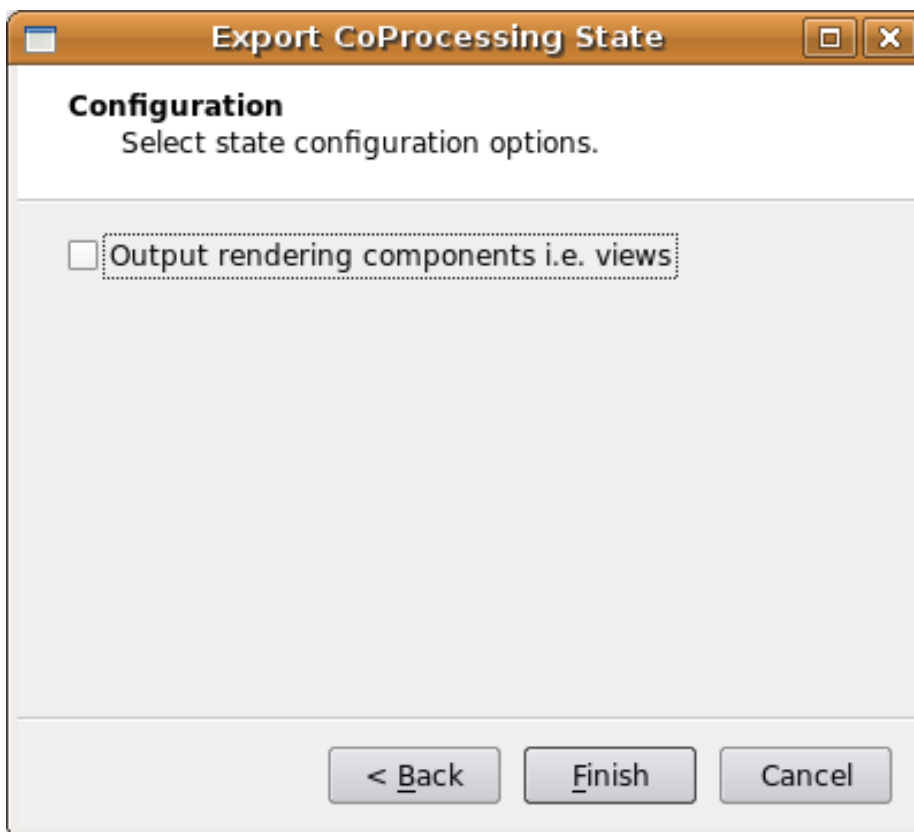 Export CoProcessing State
Configuration
Select state configuration options.
Output rendering components i.e. views
< Back
Finish
Cancel